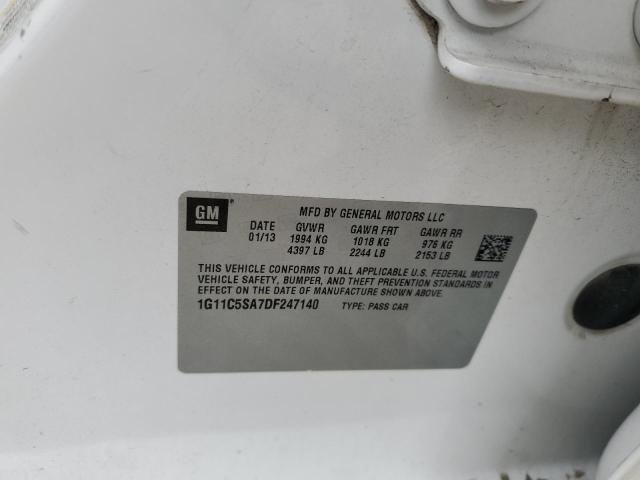 GM
MFD BY GENERAL MOTORS LLC
DATE GVWR GAWR FRT GAWR RR
01/13 1994 KG 1018 KG 976 KG
4397 LB 2244 LB 2153 LB
THIS VEHICLE CONFORMS TO ALL APPLICABLE U.S. FEDERAL MOTOR
VEHICLE SAFETY, BUMPER, AND THEFT PREVENTION STANDARDS IN
EFFECT ON THE DATE OF MANUFACTURE SHOWN ABOVE.
1G11C5SA7DF247140 TYPE: PASS CAR